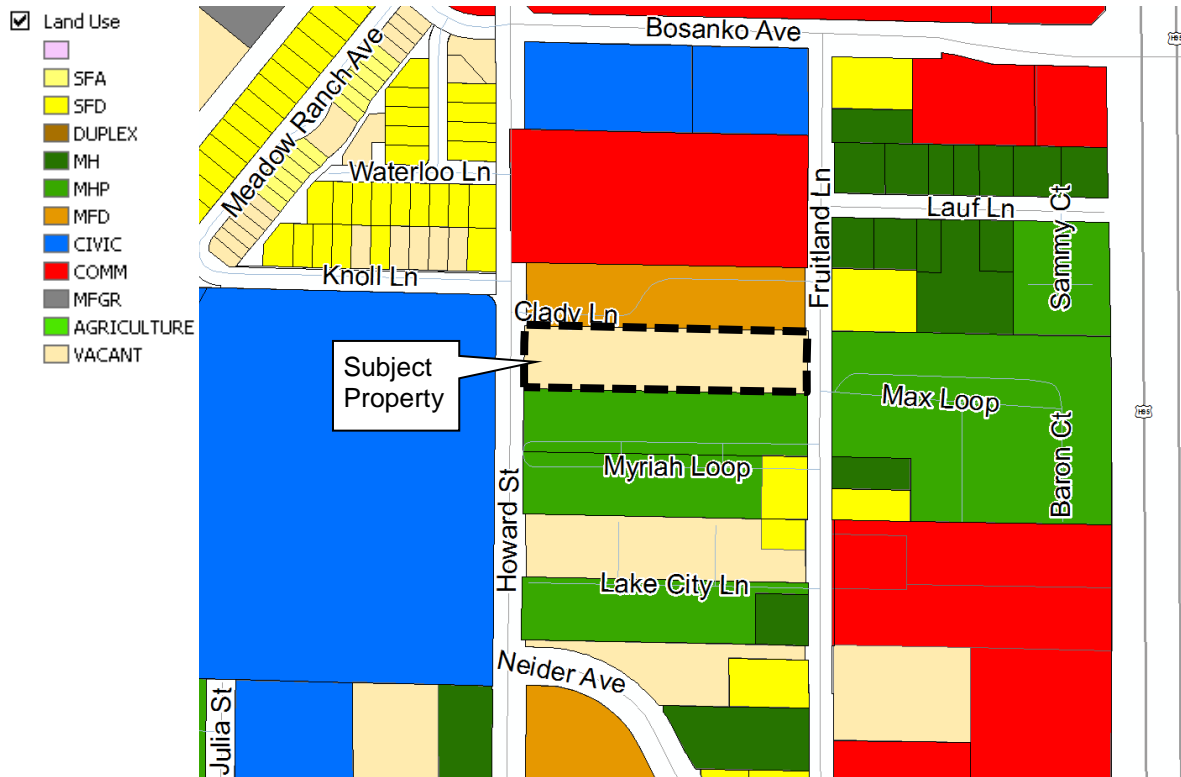 Land Use
SFA
SFD
DUPLEX
MH
MHP
MFD
CIVIC
COMM
MFGR
AGRICULTURE
VACANT
Bosanko Ave
Meadow Ranch Ave
Waterloo Ln
Fruitland Ln
Lauf Ln
Sammy Ct
Knoll Ln
Clady Ln
Subject
Property
Max Loop
Baron Ct
Myriah Loop
Howard St
Lake City Ln
Neider Ave
Julia St
H95
H95